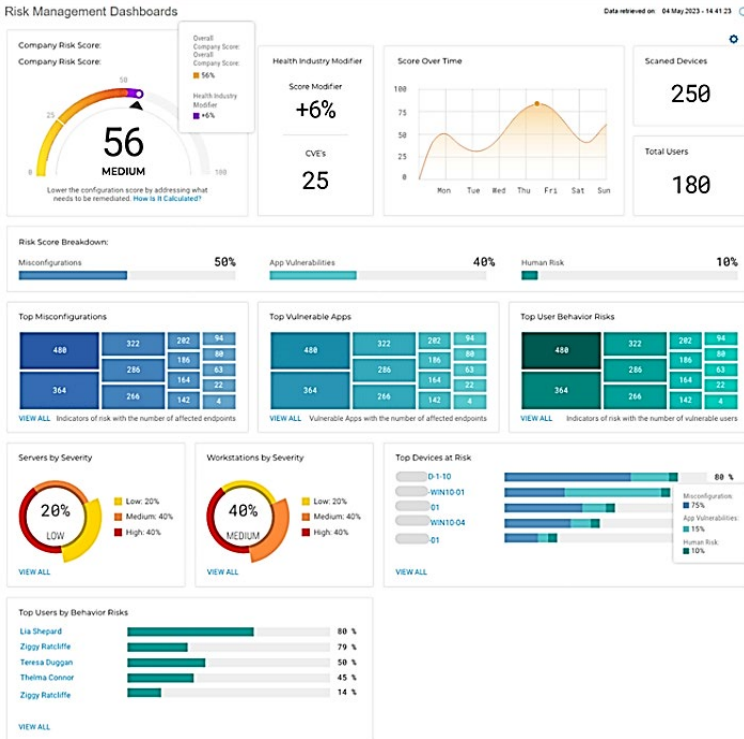 Risk Management Dashboards
Data retrieved on 04 May 2023 - 14:41:23
Company Risk Score:
Company Risk Score:
0
25
50
100
56
MEDIUM
Lower the configuration score by addressing what
needs to be remediated. How Is It Calculated?
Overall
Company Score:
Overall
Company Score:
56%
Health Industry
Modifier
+6%
Health Industry Modifier
Score Modifier
+6%
CVE's
25
Score Over Time
100
75
50
25
0
Mon Tue Wed Thu Fri Sat Sun
Scaned Devices
250
Total Users
180
Risk Score Breakdown:
Misconfigurations 50%
App Vulnerabilities 40%
Human Risk 10%
Top Misconfigurations
480 322 202 94
186 80
286 63
364 164 22
266 142 4
VIEW ALL Indicators of risk with the number of affected endpoints
Top Vulnerable Apps
480 322 202 94
186 80
286 63
364 164 22
266 142 4
VIEW ALL Vulnerable Apps with the number of affected endpoints
Top User Behavior Risks
480 322 202 94
186 80
286 63
364 164 22
266 142 4
VIEW ALL Indicators of risk with the number of vulnerable users
Servers by Severity
20%
LOW
Low: 20%
Medium: 40%
High: 40%
VIEW ALL
Workstations by Severity
40%
MEDIUM
Low: 20%
Medium: 40%
High: 40%
VIEW ALL
Top Devices at Risk
D-1-10 80 %
-WIN10-01
01
WIN10-04
-01
Misconfiguration:
75%
App Vulnerabilities:
15%
Human Risk:
10%
VIEW ALL
Top Users by Behavior Risks
Lia Shepard 80 %
Ziggy Ratcliffe 79 %
Teresa Duggan 50 %
Thelma Connor 45 %
Ziggy Ratcliffe 14 %
VIEW ALL